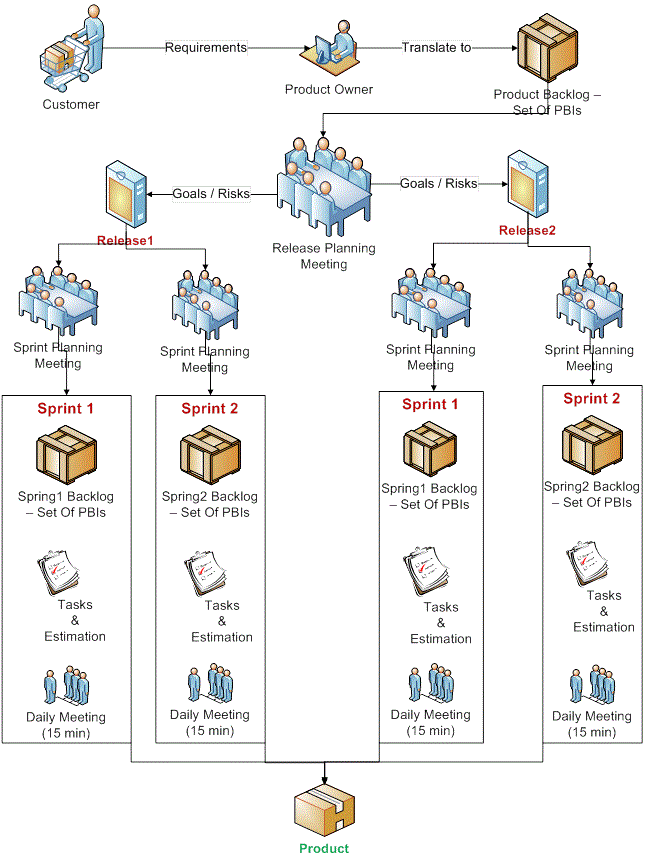 Requirements
Translate to
Customer
Product Owner
Product Backlog –
Set Of PBIs
Goals / Risks
Goals / Risks
Release1
Release2
Release Planning
Meeting
Sprint Planning
Meeting
Sprint Planning
Meeting
Sprint Planning
Meeting
Sprint Planning
Meeting
Sprint 1
Spring1 Backlog
– Set Of PBIs
Tasks
&
Estimation
Daily Meeting
(15 min)
Sprint 2
Spring2 Backlog
– Set Of PBIs
Tasks
&
Estimation
Daily Meeting
(15 min)
Sprint 1
Spring1 Backlog
– Set Of PBIs
Tasks
&
Estimation
Daily Meeting
(15 min)
Sprint 2
Spring2 Backlog
– Set Of PBIs
Tasks
&
Estimation
Daily Meeting
(15 min)
Product